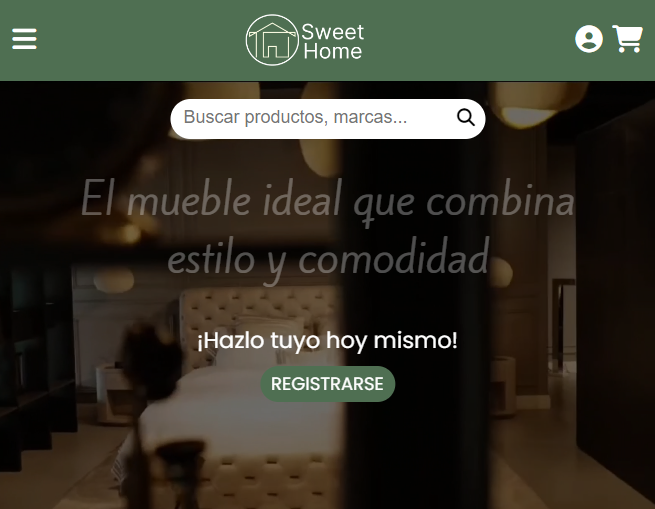 Sweet
Home
Buscar productos, marcas...
El mueble ideal que combina
estilo y comodidad
¡Hazlo tuyo hoy mismo!
REGISTRARSE